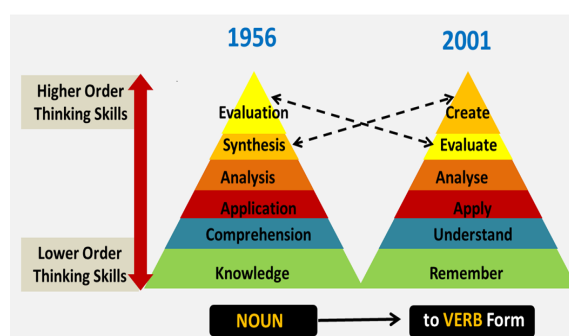 1956
2001
Higher Order
Thinking Skills
Evaluation
Synthesis
Analysis
Application
Comprehension
Knowledge
Create
Evaluate
Analyse
Apply
Understand
Remember
Lower Order
Thinking Skills
NOUN
to VERB Form